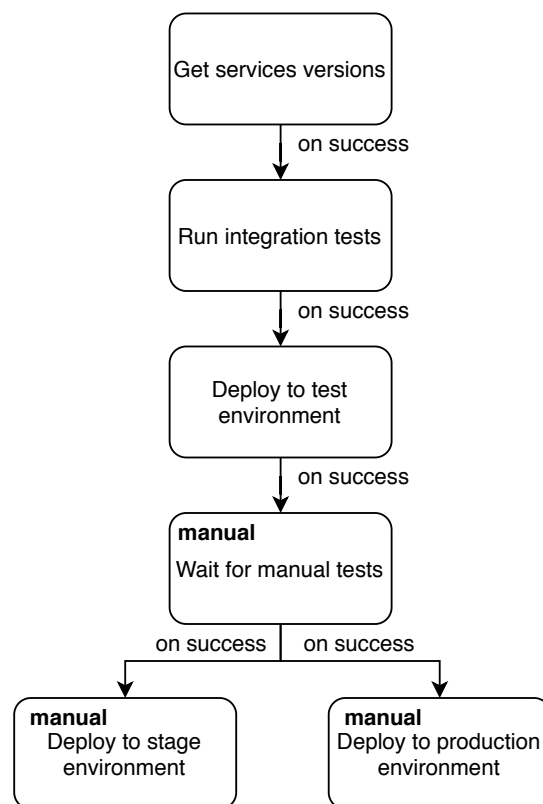 Get services versions
on success
Run integration tests
on success
Deploy to test
environment
on success
manual
Wait for manual tests
on success
on success
manual
Deploy to stage
environment
manual
Deploy to production
environment